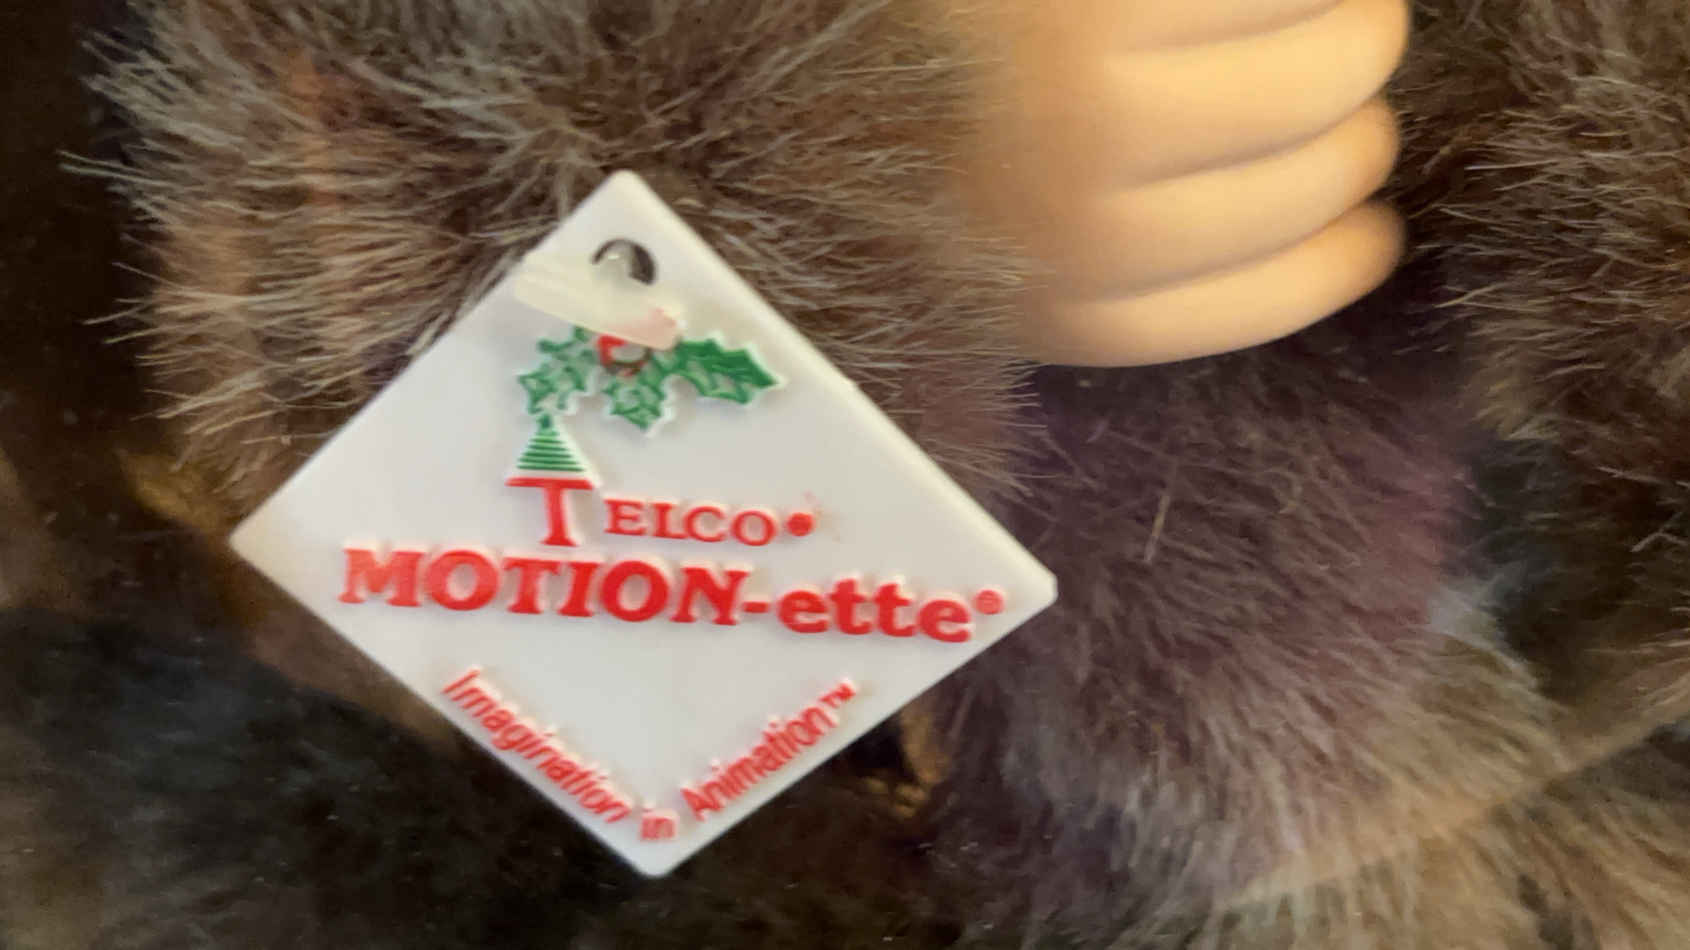 TELCO
MOTION-ette®
Imagination in Animation™